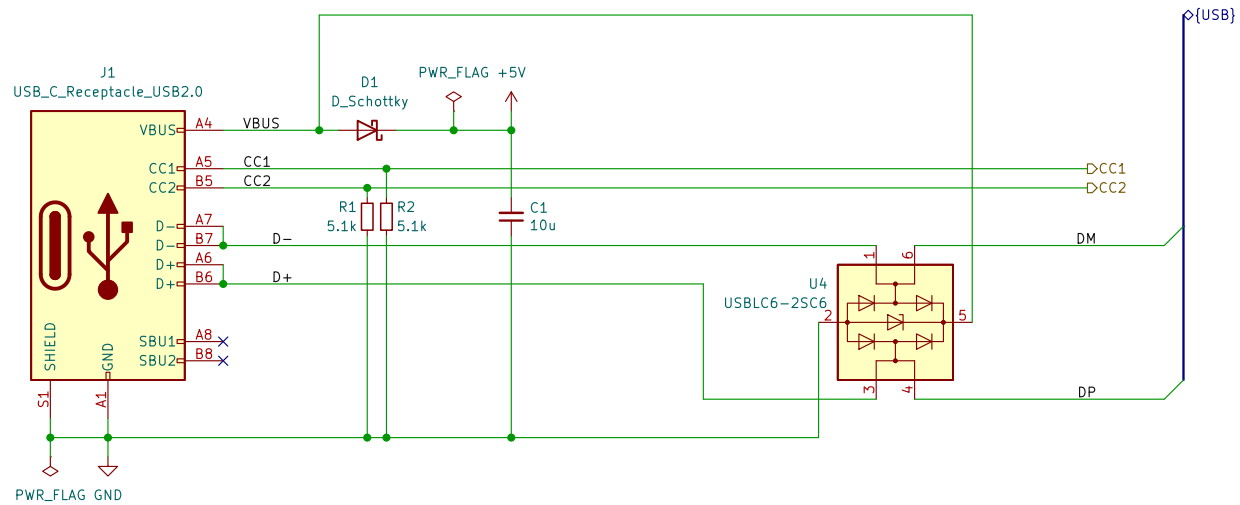 {USB}
J1
USB_C_Receptacle_USB2.0
D1
D_Schottky
PWR_FLAG +5V
VBUS A4 VBUS
CC1 A5 CC1
CC2 B5 CC2
CC1
CC2
R1 R2
5.1k 5.1k
C1
10u
D- A7
D- B7 D-
D+ A6
D+ B6 D+
DM
1 6
U4
USBLC6-2SC6
2 5
3 4
DP
SBU1 A8
SBU2 B8
SHIELD GND
S1 A1
PWR_FLAG GND